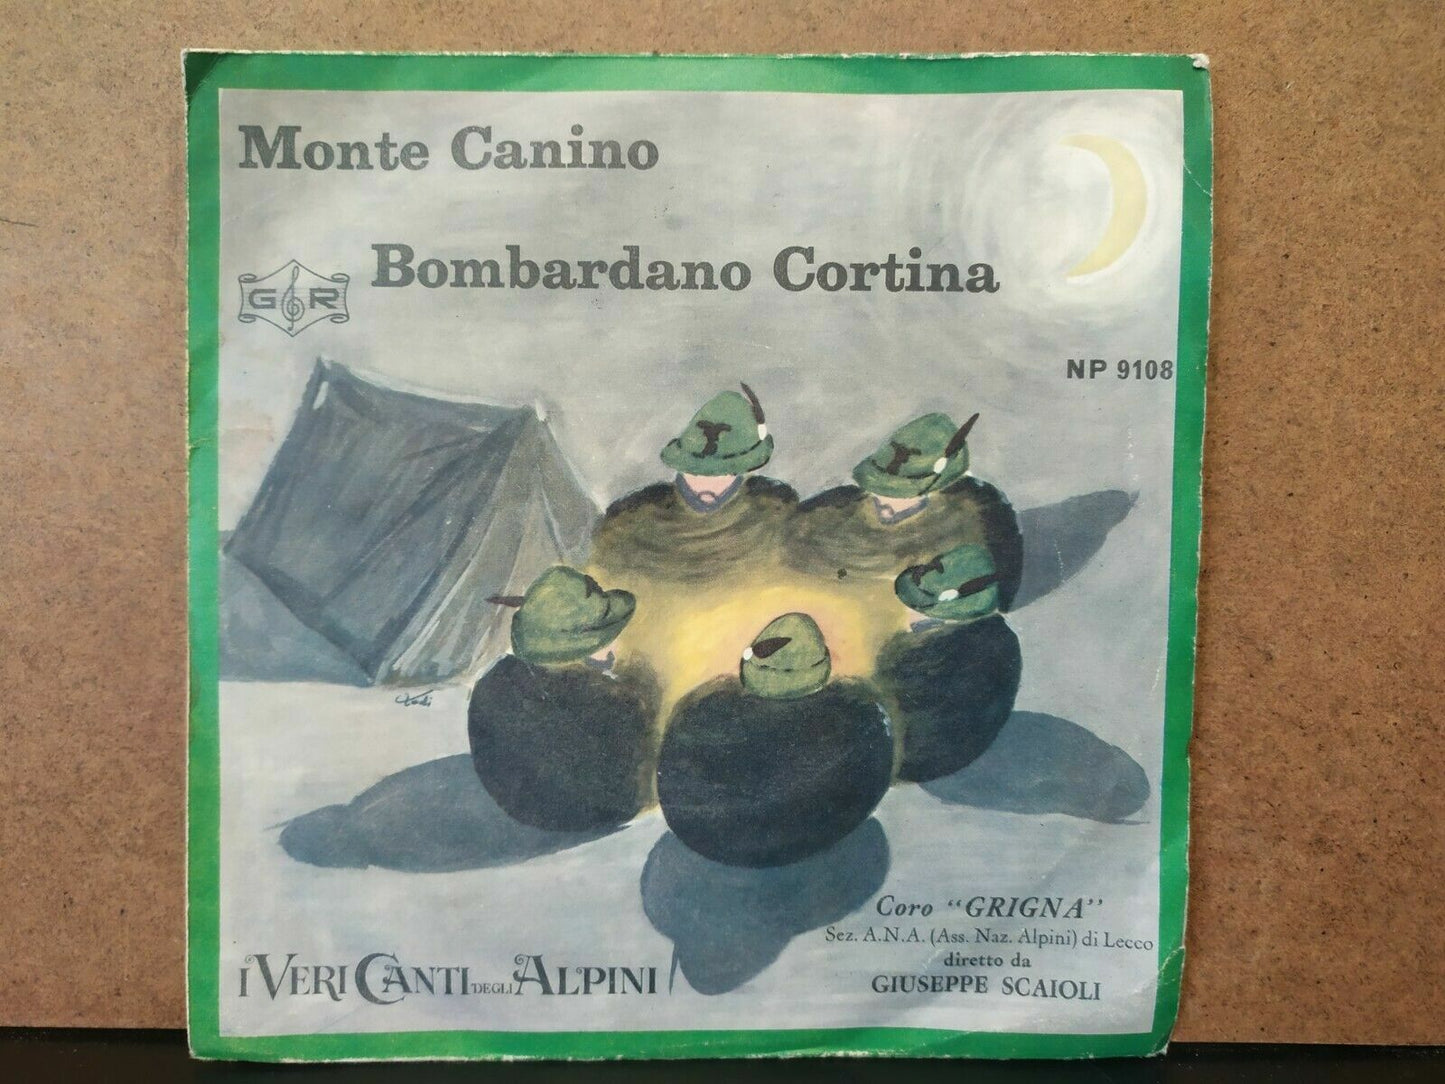 Monte Canino
Bombardano Cortina
G R
NP 9108
Coro “GRIGNA”
Sez. A.N.A. (Ass. Naz. Alpini) di Lecco
diretto da
GIUSEPPE SCAIOLI
I VERI CANTI DEGLI ALPINI